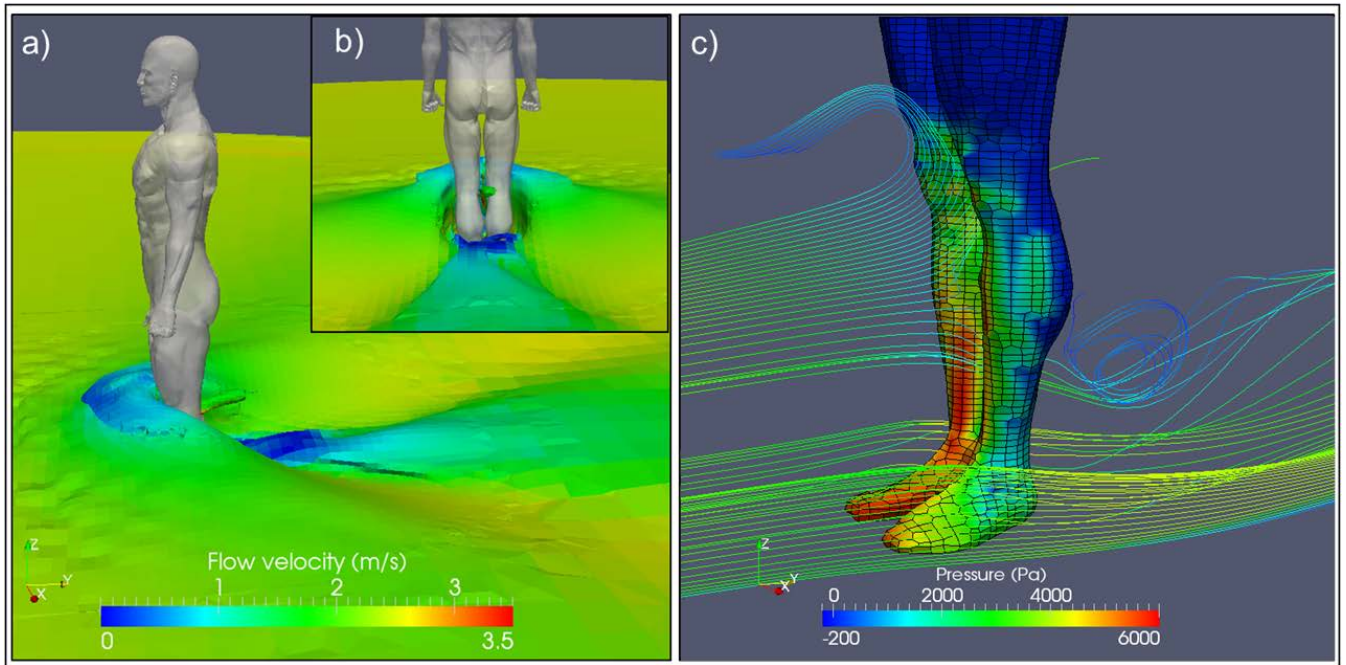 a)
b)
c)
Z
Y
X
Flow velocity (m/s)
1 2 3
0 3.5
Z
Y
X
Pressure (Pa)
0 2000 4000
-200 6000